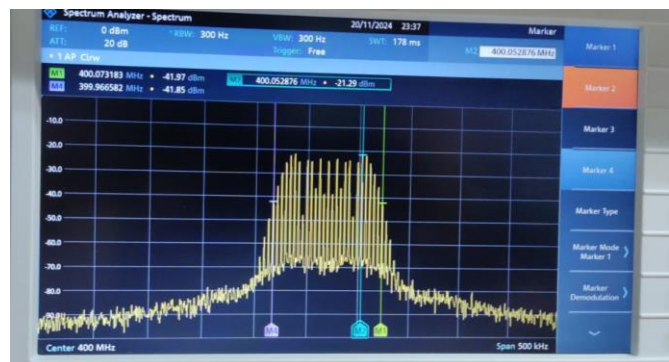 Spectrum Analyzer - Spectrum
20/11/2024 23:37
Marker
REF: 0 dBm
*RBW: 300 Hz
VBW: 300 Hz
SWT: 178 ms
M2 400.052876 MHz
ATT: 20 dB
Trigger: Free
1 AP Clrw
M1 400.073183 MHz • -41.97 dBm
M2 400.052876 MHz • -21.29 dBm
M4 399.966582 MHz • -41.85 dBm
-10.0
-20.0
-30.0
-40.0
-50.0
-60.0
-70.0
-80.0
-90.0
M4
M2
M1
Center 400 MHz
Span 500 kHz
Marker 1
Marker 2
Marker 3
Marker 4
Marker Type
Marker Mode
Marker 1
Marker
Demodulation